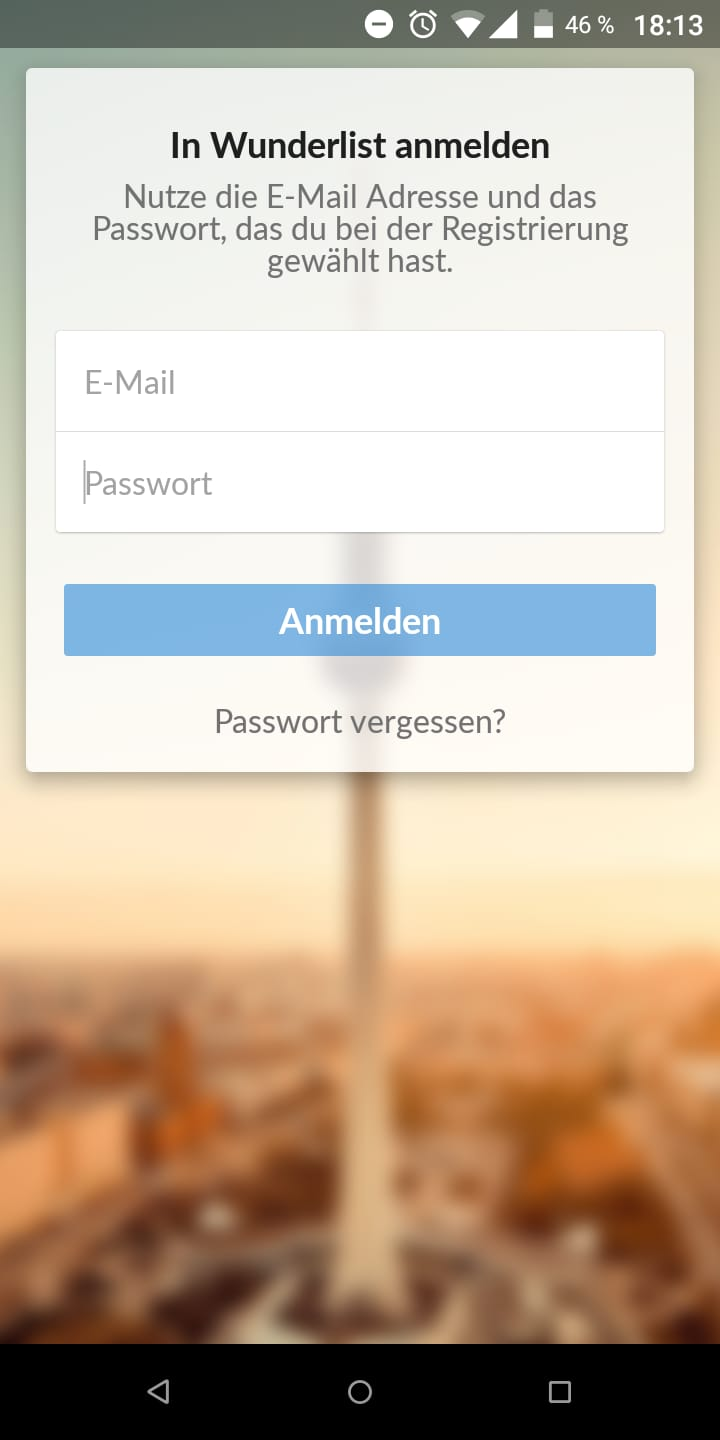 46 % 18:13
In Wunderlist anmelden
Nutze die E-Mail Adresse und das
Passwort, das du bei der Registrierung
gewählt hast.
E-Mail
Passwort
Anmelden
Passwort vergessen?